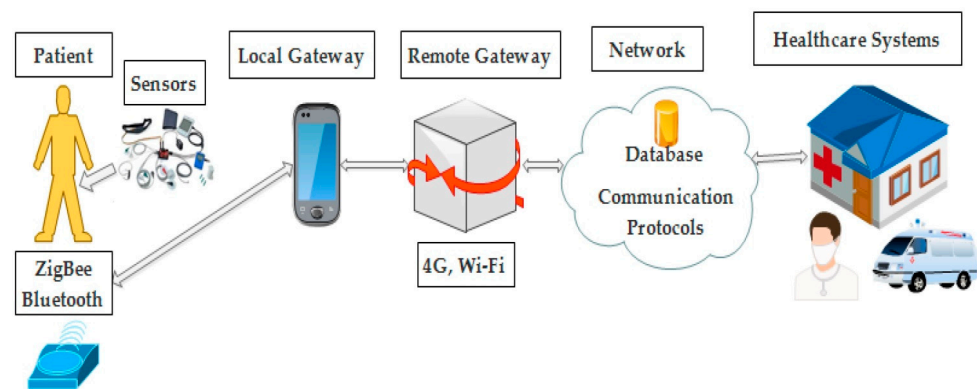 Patient
Sensors
Local Gateway
Remote Gateway
Network
Healthcare Systems
Database
Communication
Protocols
ZigBee
Bluetooth
4G, Wi-Fi